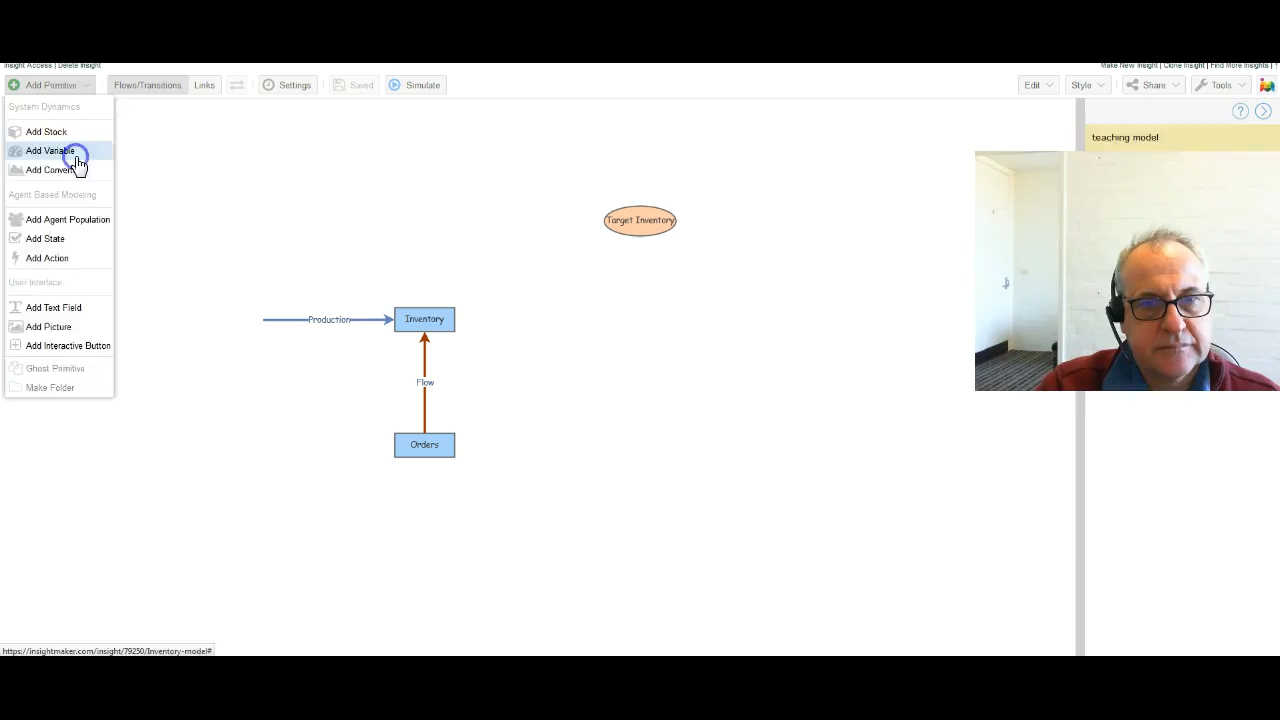 Insight Access | Delete Insight
Make New Insight | Clone Insight | Find More Insights |
Add Primitive
Flows/Transitions
Links
Settings
Saved
Simulate
Edit
Style
Share
Tools
System Dynamics
Add Stock
Add Variable
Add Conver
Agent Based Modeling
Add Agent Population
Add State
Add Action
User Interface
Add Text Field
Add Picture
Add Interactive Button
Ghost Primitive
Make Folder
Target Inventory
Production
Inventory
Flow
Orders
?
teaching model
https://insightmaker.com/insight/79250/Inventory-model#